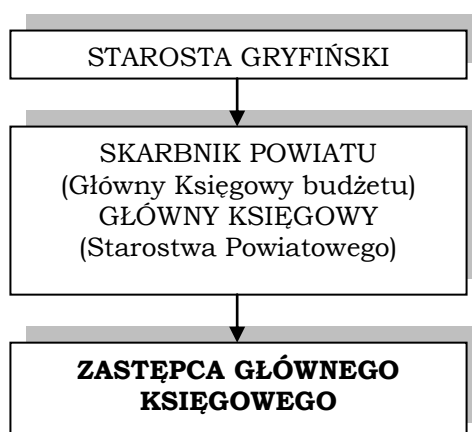 STAROSTA GRYFIŃSKI
SKARBNIK POWIATU
(Główny Księgowy budżetu)
GŁÓWNY KSIĘGOWY
(Starostwa Powiatowego)
ZASTĘPCA GŁÓWNEGO
KSIĘGOWEGO